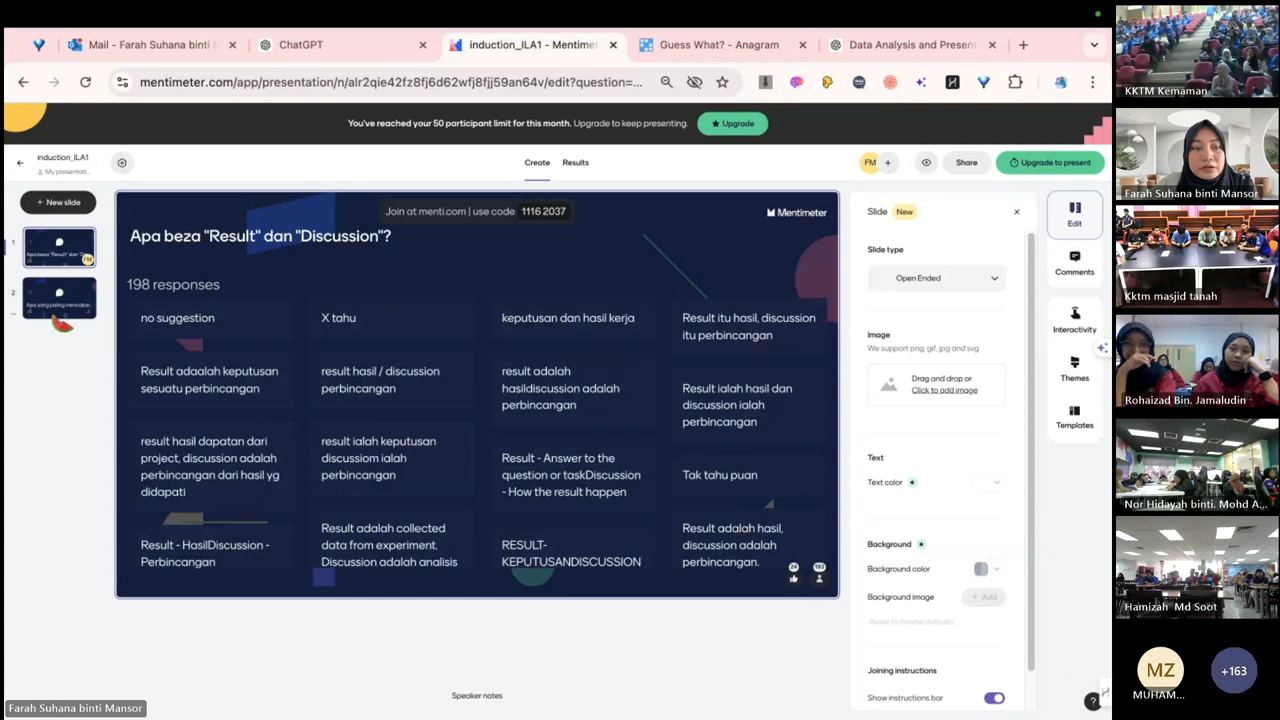 Mail - Farah Suhana binti
ChatGPT
induction_ILA1 - Mentimet
Guess What? - Anagram
Data Analysis and Present
mentimeter.com/app/presentation/n/alr2qie42fz8f6d62wfj8fjj59sn64v/edit?question=...
You've reached your 50 participant limit for this month. Upgrade to keep presenting.
Upgrade
induction_ILA1
My presentati...
Create
Results
FM
+
Share
Upgrade to present
+ New slide
1
2
Join at menti.com | use code 1116 2037
Mentimeter
Apa beza "Result" dan "Discussion"?
198 responses
no suggestion
X tahu
keputusan dan hasil kerja
Result itu hasil, discussion
itu perbincangan
Result adaalah keputusan
sesuatu perbincangan
result hasil / discussion
perbincangan
result adalah
hasildiscussion adalah
perbincangan
Result ialah hasil dan
discussion ialah
perbincangan
result hasil dapatan dari
project, discussion adalah
perbincangan dari hasil yg
didapati
result ialah keputusan
discussiom ialah
perbincangan
Result - Answer to the
question or taskDiscussion
- How the result happen
Tak tahu puan
Result - HasilDiscussion -
Perbincangan
Result adalah collected
data from experiment.
Discussion adalah analisis
RESULT-
KEPUTUSANDISCUSSION
Result adalah hasil,
discussion adalah
perbincangan.
24
193
Speaker notes
Slide New
Slide type
Open Ended
Image
We support png, gif, jpg and svg
Drag and drop or
Click to add image
Text
Text color
Background
Background color
Background image
+ Add
Reset to theme defaults
Joining instructions
Show instructions bar
Edit
Comments
Interactivity
Themes
Templates
?
KKTM Kemaman
Farah Suhana binti Mansor
Kktm masjid tanah
Rohaizad Bin. Jamaludin
Nor Hidayah binti. Mohd A...
Hamizah Md Soot
MZ
MUHAM...
+163
Farah Suhana binti Mansor